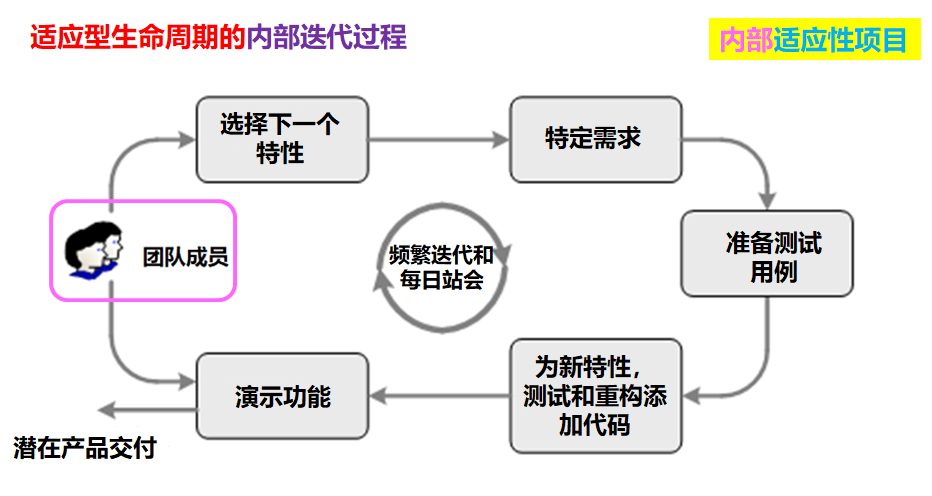 适应型生命周期的内部迭代过程
内部适应性项目
选择下一个
特性
特定需求
团队成员
频繁迭代和
每日站会
准备测试
用例
演示功能
为新特性，
测试和重构添
加代码
潜在产品交付